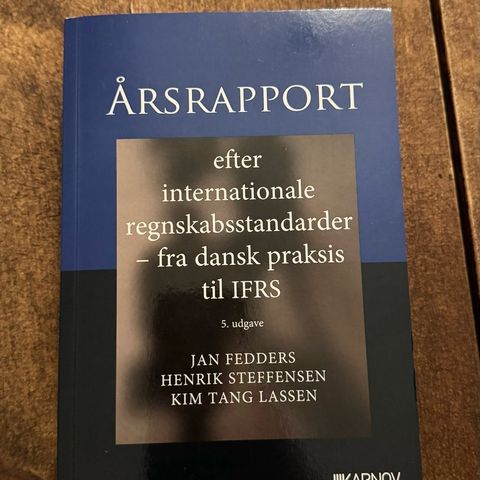 ÅRSRAPPORT
efter
internationale
regnskabsstandarder
– fra dansk praksis
til IFRS
5. udgave
JAN FEDDERS
HENRIK STEFFENSEN
KIM TANG LASSEN
KARNOV